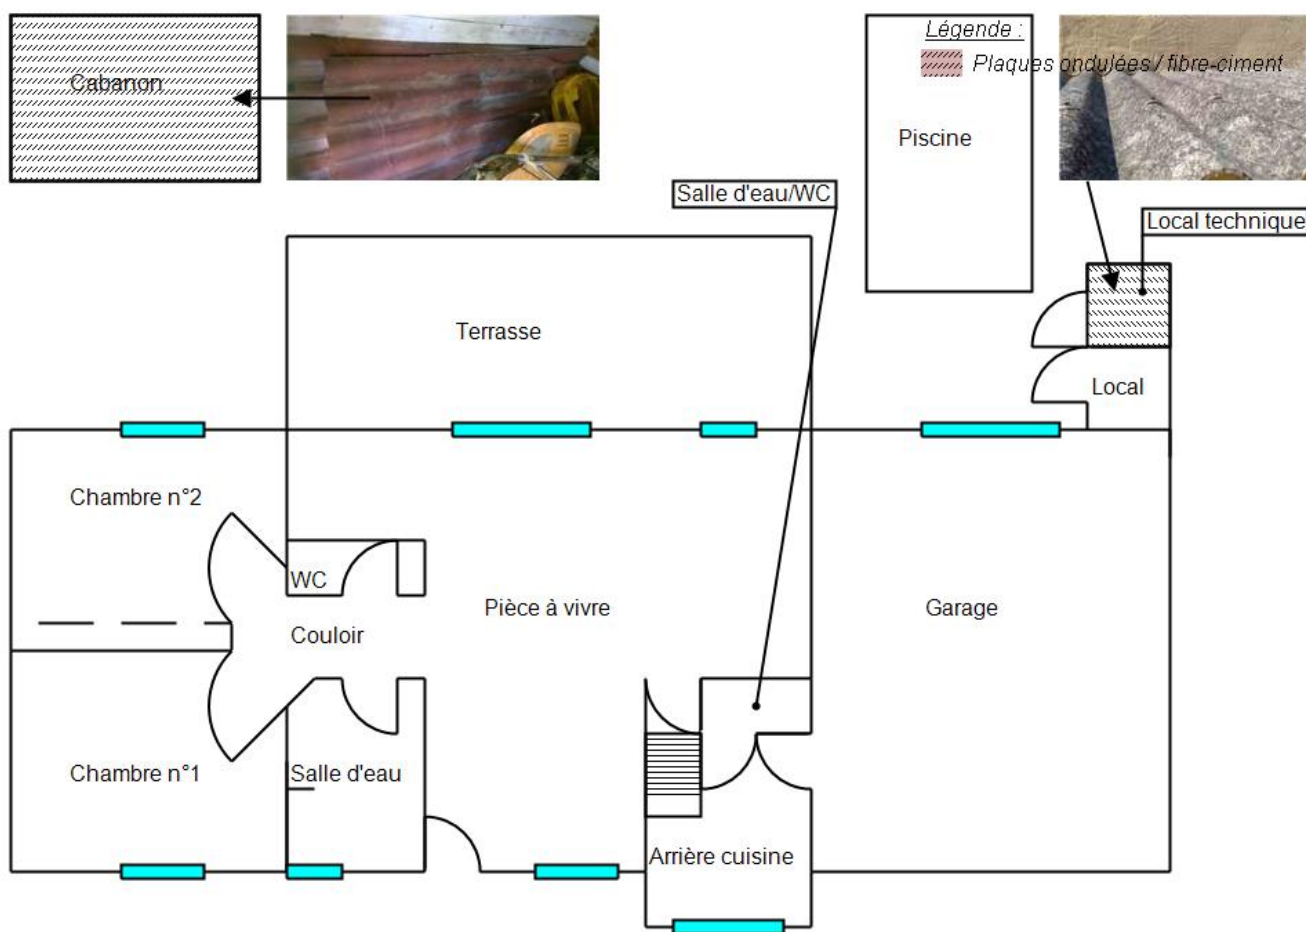 Légende :
Plaques ondulées / fibre-ciment
Cabanon
Piscine
Salle d'eau/WC
Local technique
Terrasse
Local
Chambre n°2
WC
Pièce à vivre
Garage
Couloir
Chambre n°1
Salle d'eau
Arrière cuisine